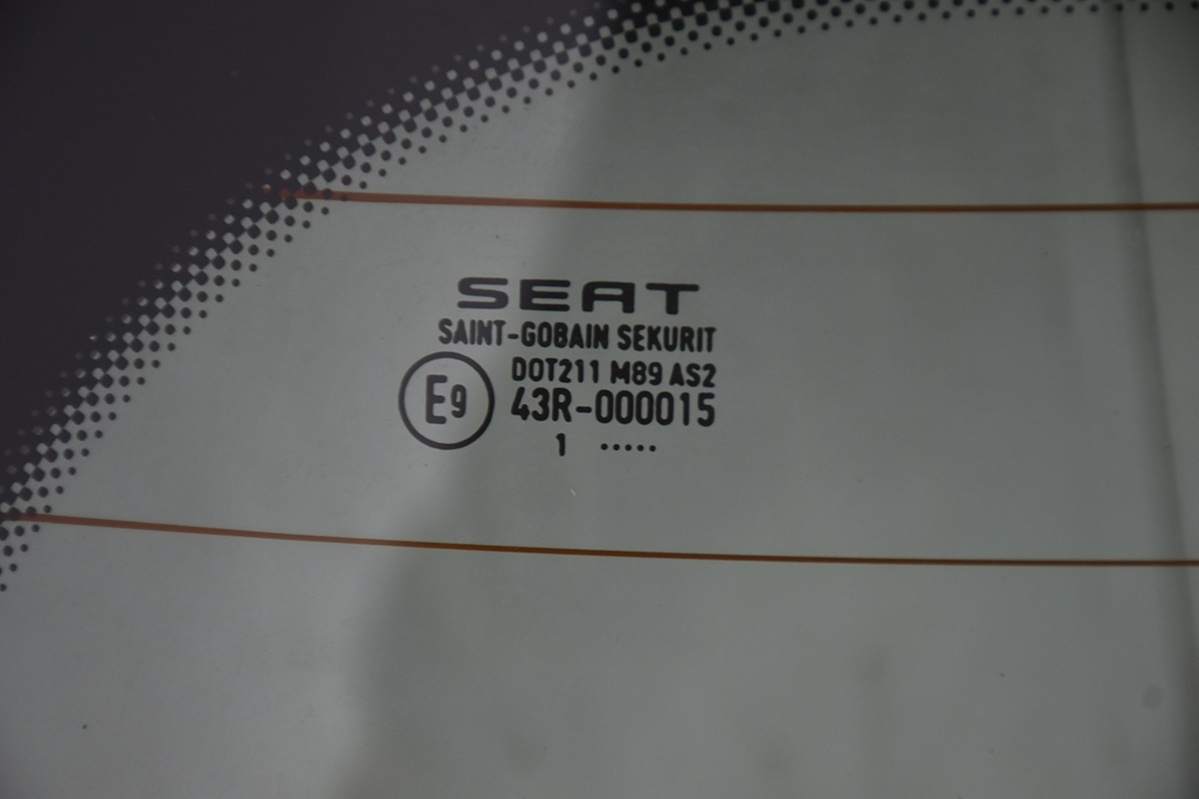 SEAT
SAINT-GOBAIN SEKURIT
DOT211 M89 AS2
E9 43R-000015
1 .....